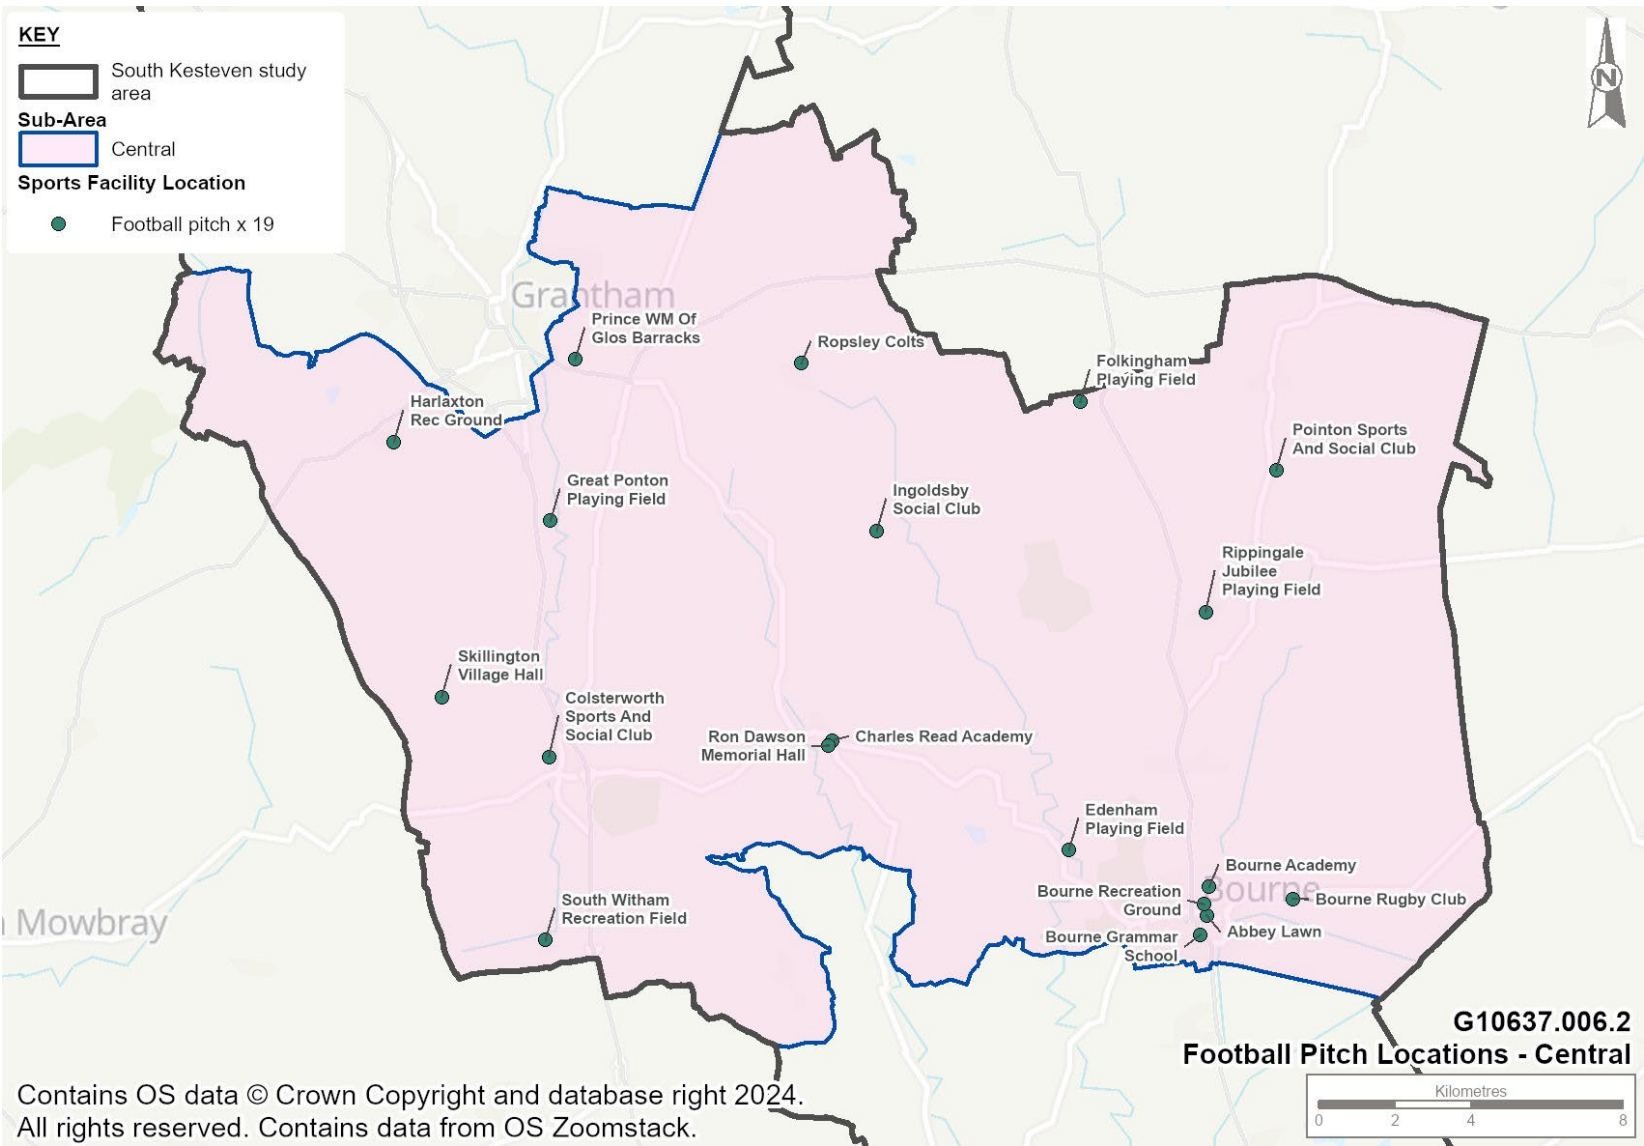 KEY
South Kesteven study
area
Sub-Area
Central
Sports Facility Location
Football pitch x 19
N
Grantham
Prince WM Of
Glos Barracks
Ropsley Colts
Folkingham
Playing Field
Harlaxton
Rec Ground
Pointon Sports
And Social Club
Great Ponton
Playing Field
Ingoldsby
Social Club
Rippingale
Jubilee
Playing Field
Skillington
Village Hall
Colsterworth
Sports And
Social Club
Ron Dawson
Memorial Hall
Charles Read Academy
Edenham
Playing Field
Bourne Academy
Bourne
Bourne Recreation
Ground
Bourne Rugby Club
Abbey Lawn
Bourne Grammar
School
South Witham
Recreation Field
Mowbray
G10637.006.2
Football Pitch Locations - Central
Kilometres
0 2 4 8
Contains OS data © Crown Copyright and database right 2024.
All rights reserved. Contains data from OS Zoomstack.